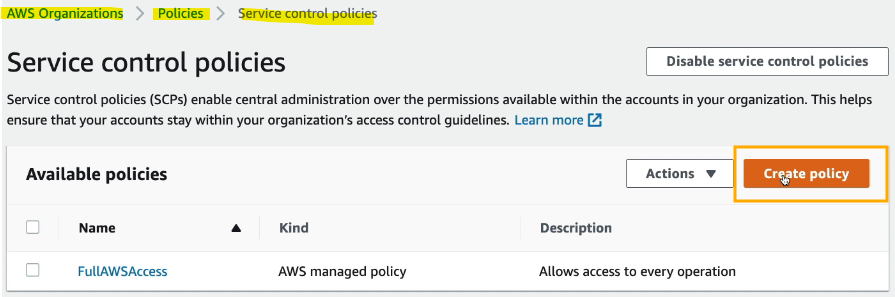 AWS Organizations > Policies > Service control policies
Service control policies
Disable service control policies
Service control policies (SCPs) enable central administration over the permissions available within the accounts in your organization. This helps
ensure that your accounts stay within your organization's access control guidelines. Learn more
Available policies
Actions
Create policy
Name Kind Description
FullAWSAccess AWS managed policy Allows access to every operation